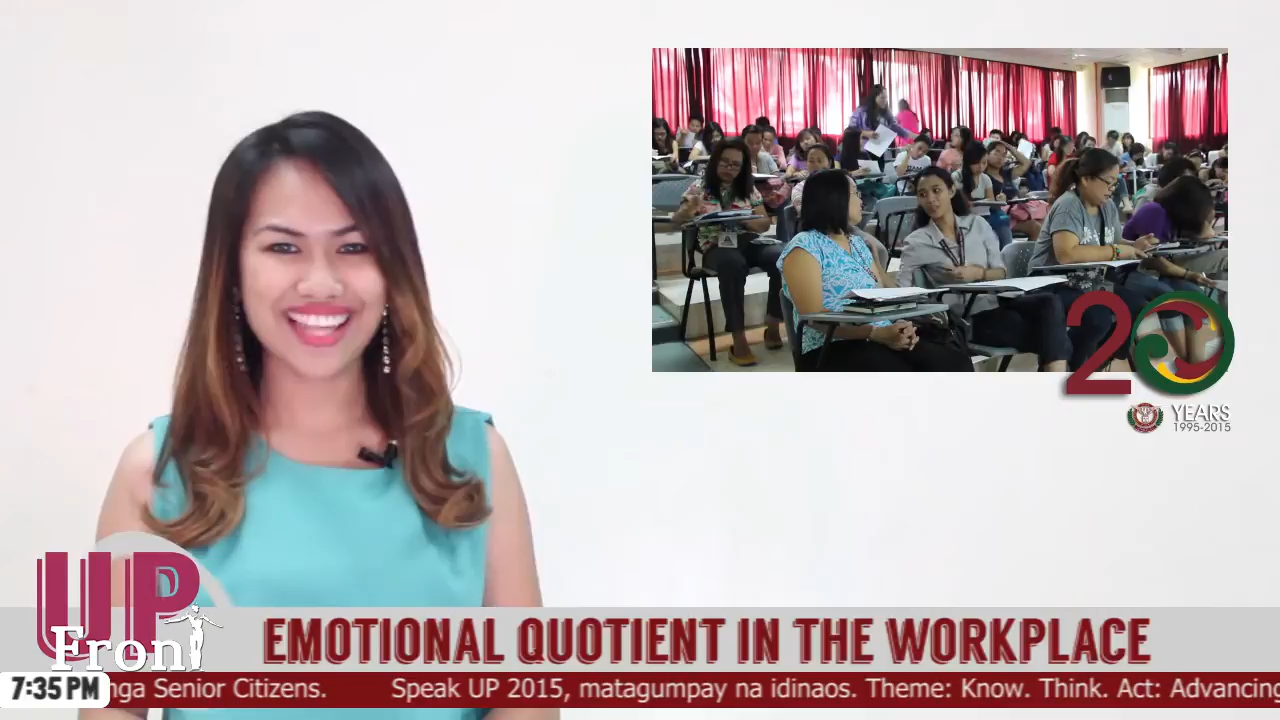 20
YEARS
1995-2015
UP
Front
EMOTIONAL QUOTIENT IN THE WORKPLACE
7:35 PM
nga Senior Citizens. Speak UP 2015, matagumpay na idinaos. Theme: Know. Think. Act: Advancing